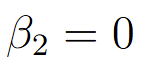 β₂ = 0